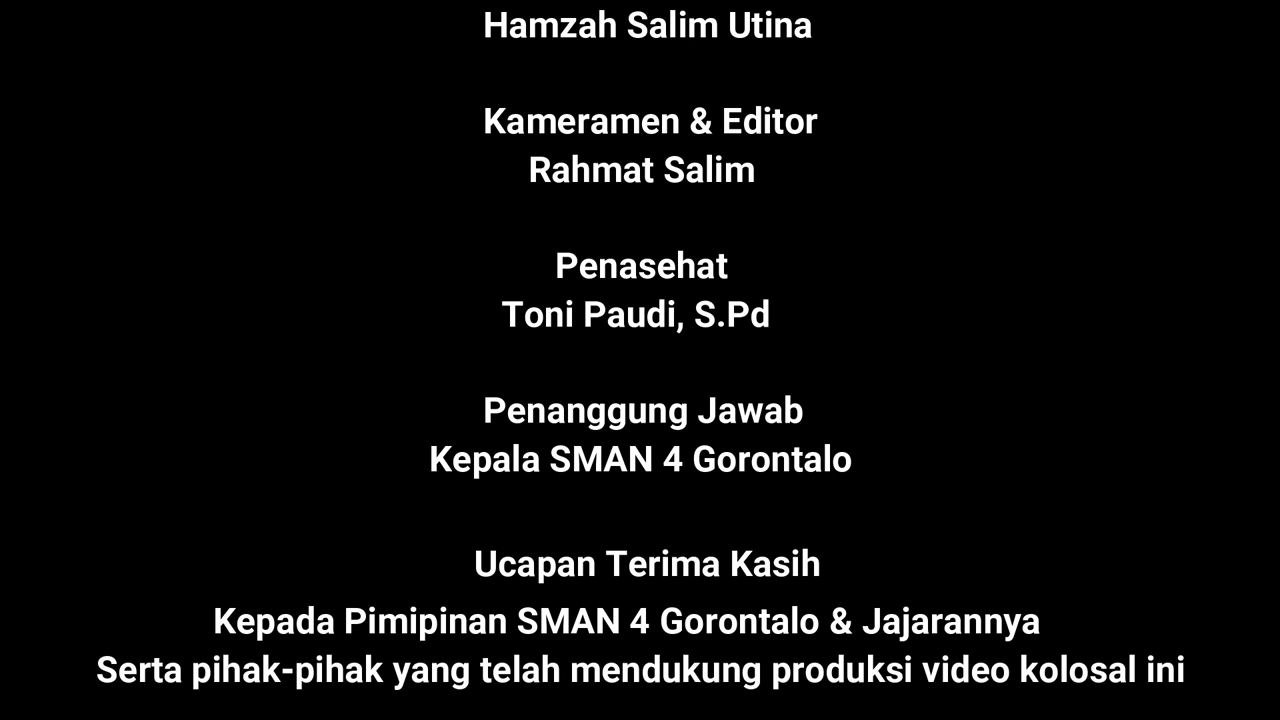 Hamzah Salim Utina
Kameramen & Editor
Rahmat Salim
Penasehat
Toni Paudi, S.Pd
Penanggung Jawab
Kepala SMAN 4 Gorontalo
Ucapan Terima Kasih
Kepada Pimipinan SMAN 4 Gorontalo & Jajarannya
Serta pihak-pihak yang telah mendukung produksi video kolosal ini